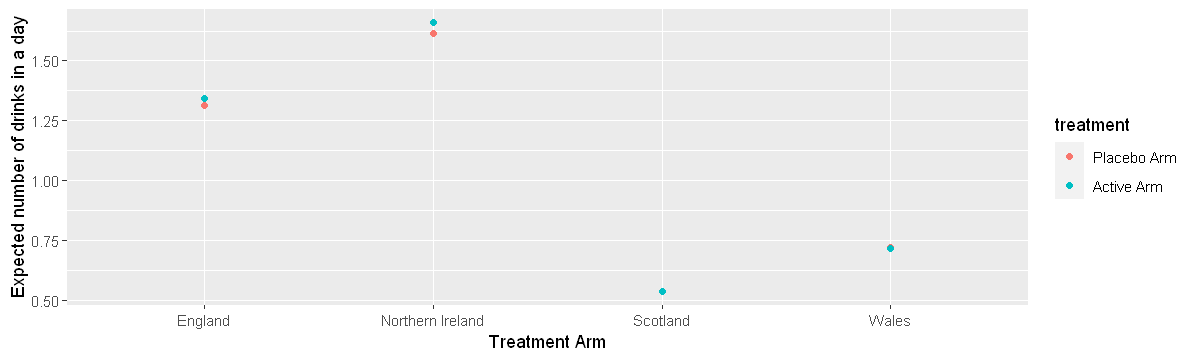 Expected number of drinks in a day
1.50
1.25
1.00
0.75
0.50
England
Northern Ireland
Scotland
Wales
Treatment Arm
treatment
Placebo Arm
Active Arm